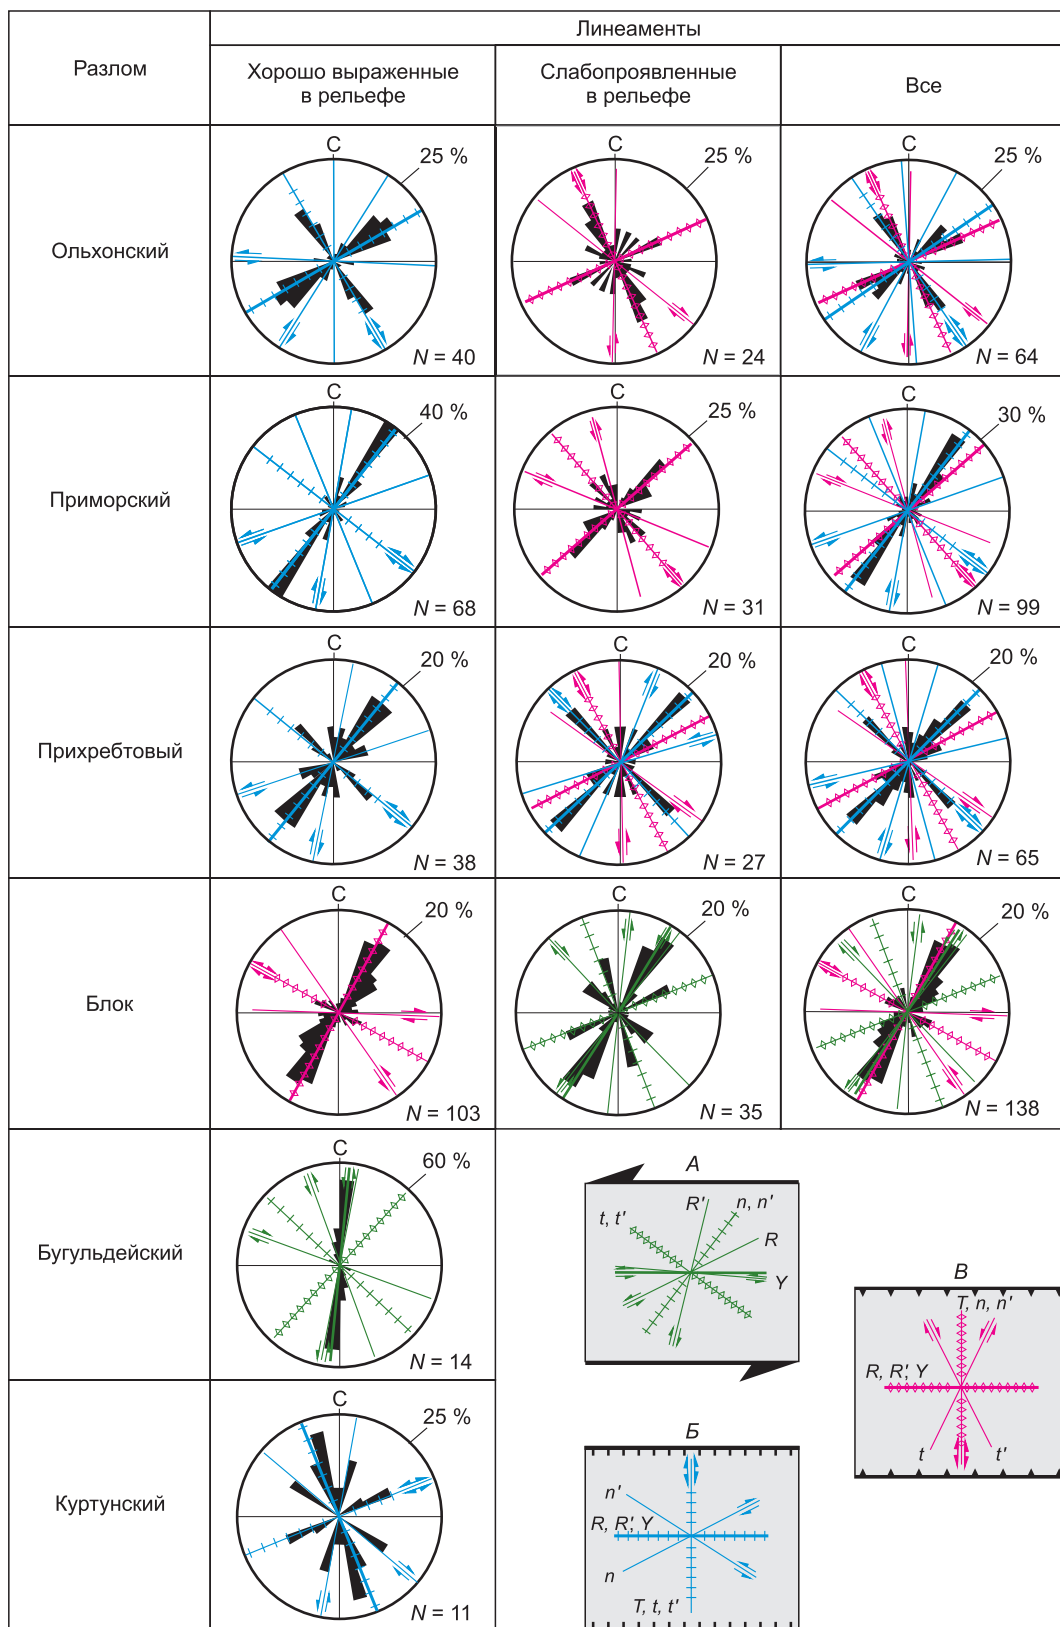 Разлом
Линеаменты
Хорошо выраженные
в рельефе
Слабопроявленные
в рельефе
Все
Ольхонский
С
25 %
N = 40
С
25 %
N = 24
С
25 %
N = 64
Приморский
С
40 %
N = 68
С
25 %
N = 31
С
30 %
N = 99
Прихребтовый
С
20 %
N = 38
С
20 %
N = 27
С
20 %
N = 65
Блок
С
20 %
N = 103
С
20 %
N = 35
С
20 %
N = 138
Бугульдейский
С
60 %
N = 14
Куртунский
С
25 %
N = 11
А
R'
n, n'
t, t'
R
Y
Б
n'
R, R', Y
n
T, t, t'
В
T, n, n'
R, R', Y
t
t'